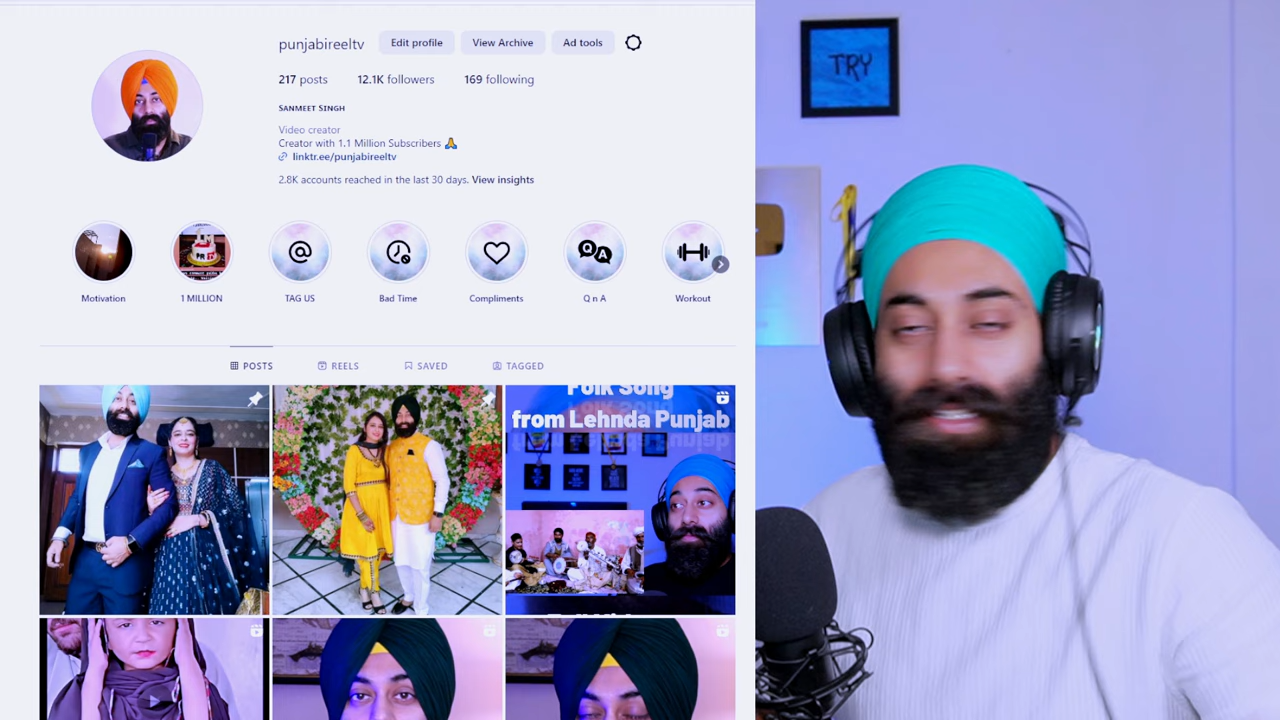 punjabireeltv
Edit profile
View Archive
Ad tools
217 posts
12.1K followers
169 following
SANMEET SINGH
Video creator
Creator with 1.1 Million Subscribers 🙏
linktr.ee/punjabireeltv
2.8K accounts reached in the last 30 days. View insights
@
Q A
Motivation
1 MILLION
TAG US
Bad Time
Compliments
Q n A
Workout
POSTS
REELS
SAVED
TAGGED
Folk Song
from Lehnda Punjab
TRY